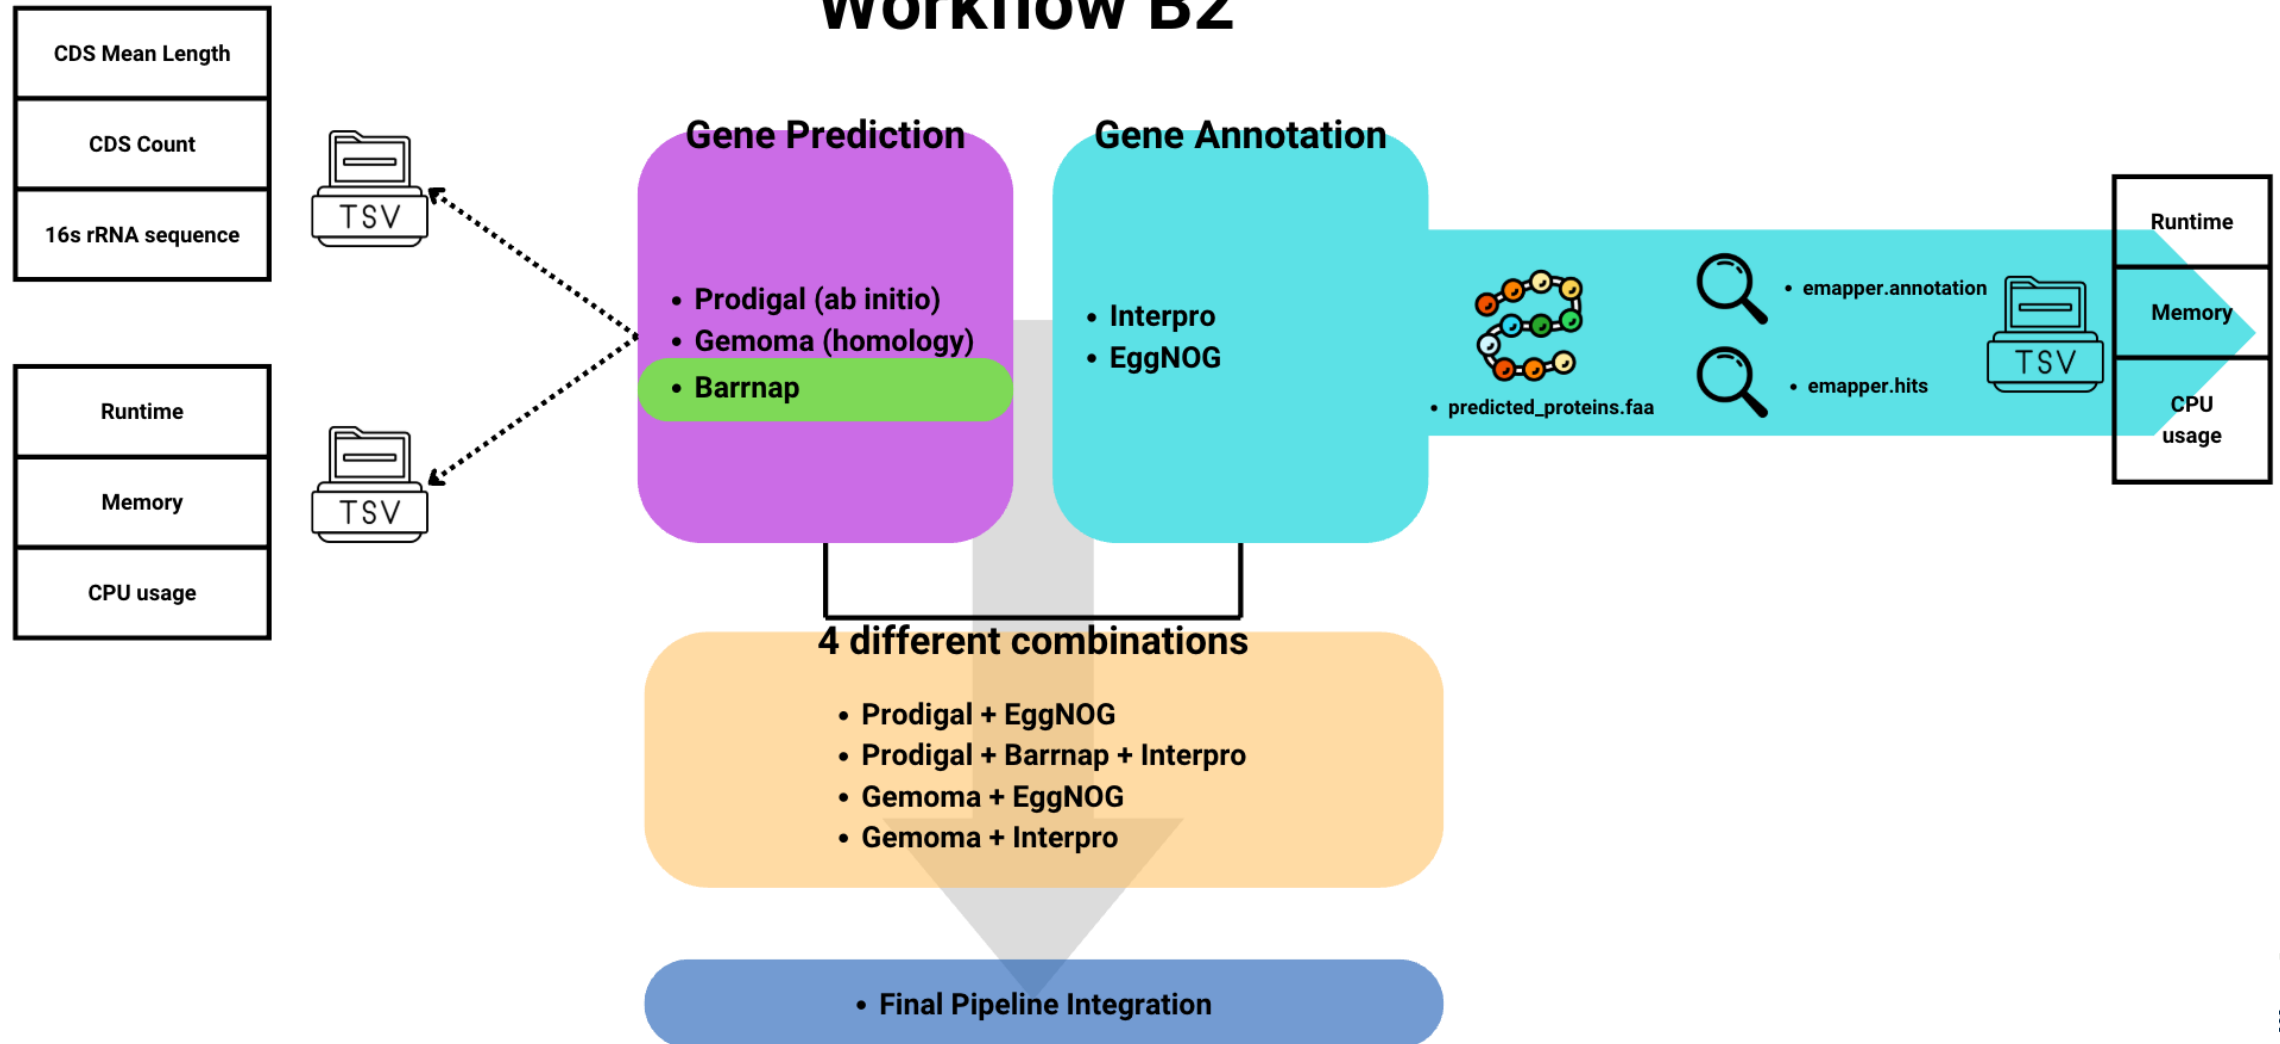 Workflow B2
CDS Mean Length
CDS Count
16s rRNA sequence
TSV
Runtime
Memory
CPU usage
TSV
Gene Prediction
• Prodigal (ab initio)
• Gemoma (homology)
• Barrnap
Gene Annotation
• Interpro
• EggNOG
• predicted_proteins.faa
• emapper.annotation
• emapper.hits
TSV
Runtime
Memory
CPU
usage
4 different combinations
• Prodigal + EggNOG
• Prodigal + Barrnap + Interpro
• Gemoma + EggNOG
• Gemoma + Interpro
• Final Pipeline Integration